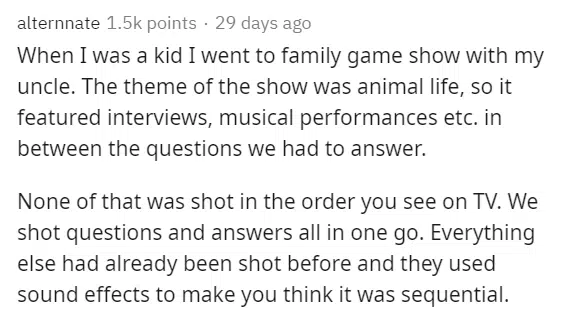 alternnate 1.5k points · 29 days ago
When I was a kid I went to family game show with my
uncle. The theme of the show was animal life, so it
featured interviews, musical performances etc. in
between the questions we had to answer.
None of that was shot in the order you see on TV. We
shot questions and answers all in one go. Everything
else had already been shot before and they used
sound effects to make you think it was sequential.